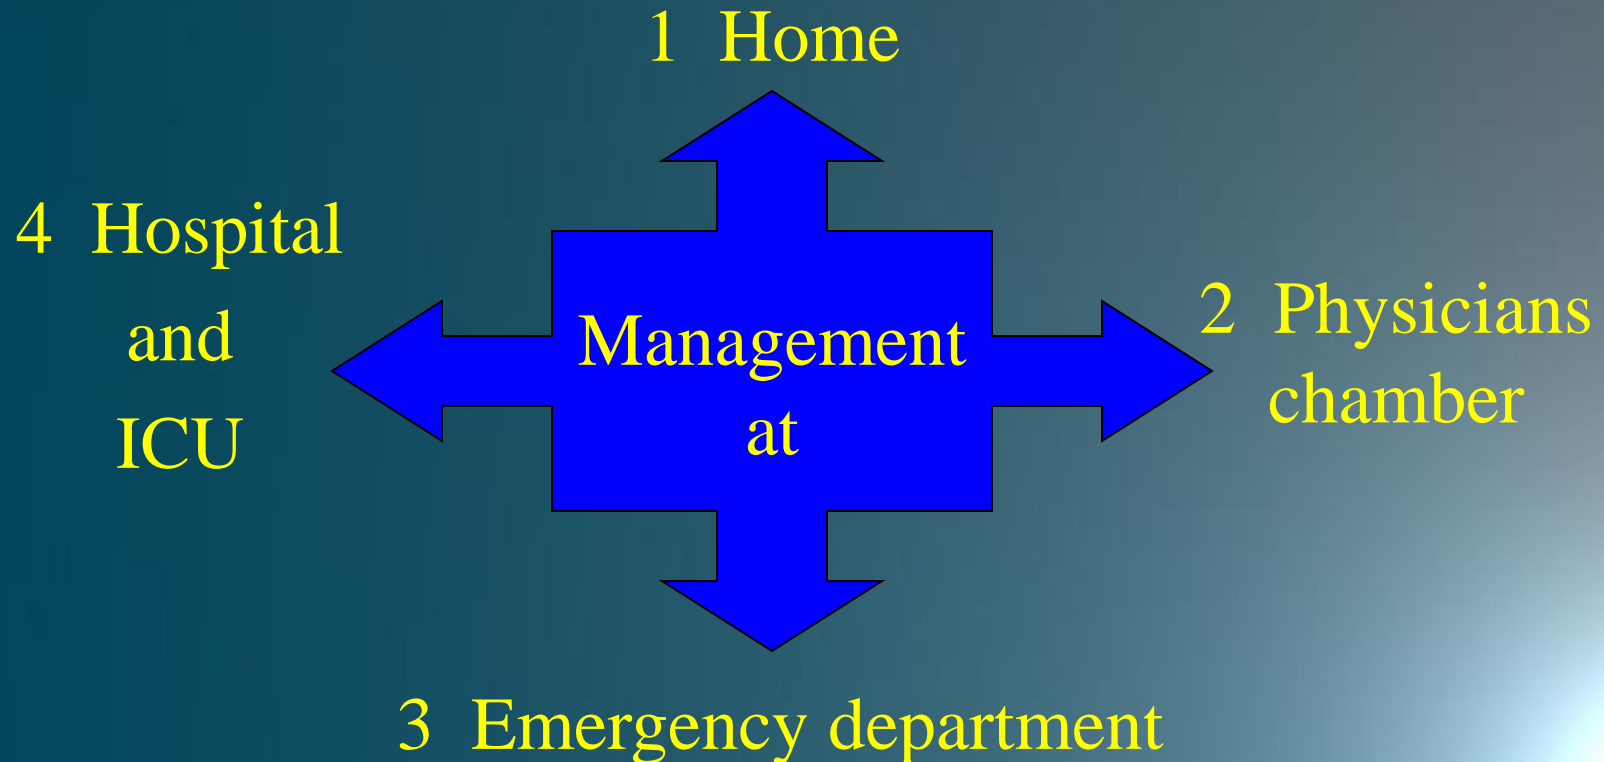 1 Home
4 Hospital
and
ICU
Management
at
2 Physicians
chamber
3 Emergency department